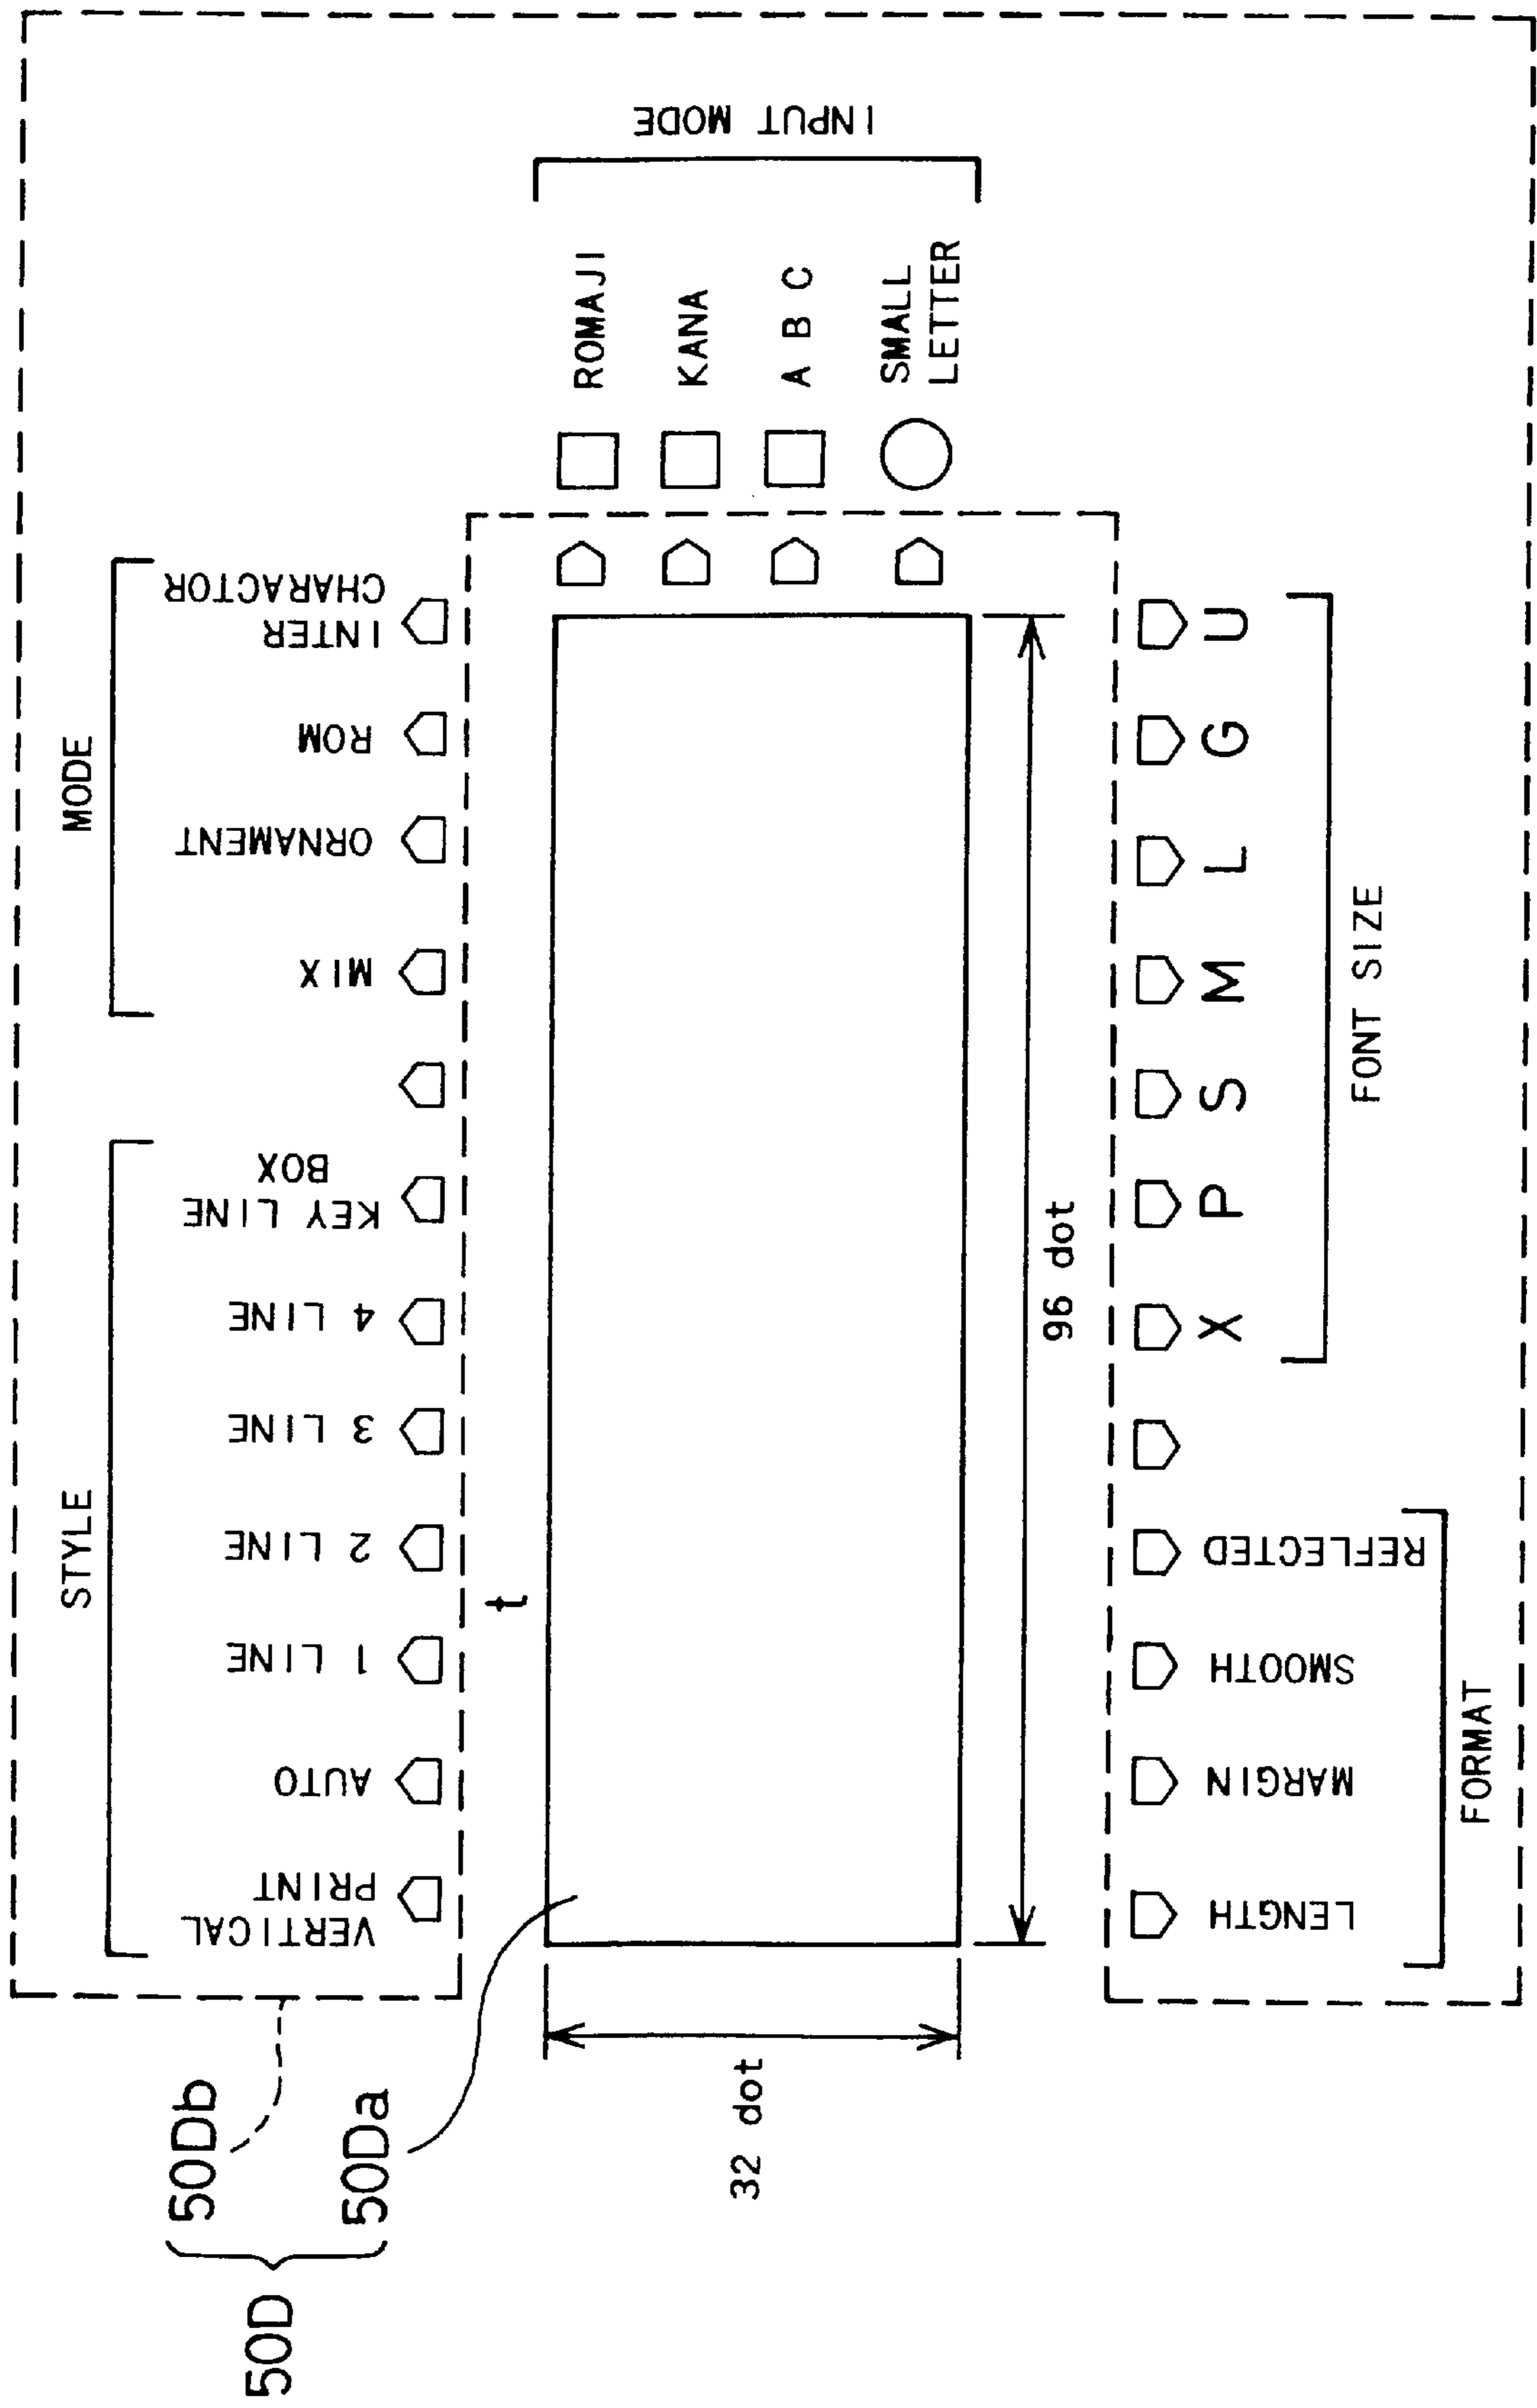 50D
50Db
50Da
STYLE
VERTICAL
PRINT
AUTO
1 LINE
2 LINE
3 LINE
4 LINE
KEY LINE
BOX
MODE
MIX
ORNAMENT
ROM
INTER
CHARACTOR
t
32 dot
96 dot
ROMAJI
KANA
A B C
SMALL
LETTER
INPUT MODE
LENGTH
MARGIN
SMOOTH
REFLECTED
FORMAT
X
P
S
M
L
G
U
FONT SIZE